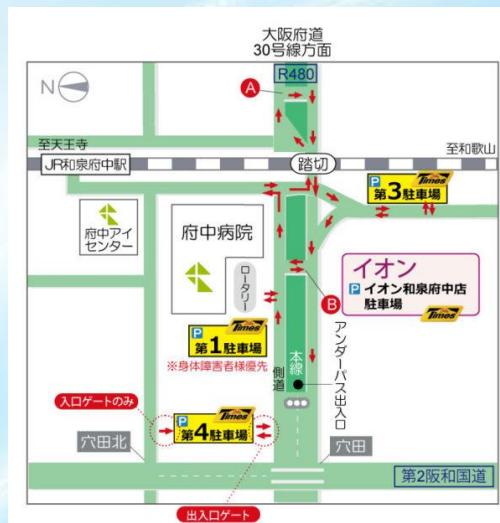 大阪府道
30号線方面
R480
A
N
至天王寺
至和歌山
JR和泉府中駅
踏切
P Times
第3駐車場
府中アイ
センター
府中病院
ロータリー
イオン
P イオン和泉府中店
駐車場
Times
B
P Times
第1駐車場
※身体障害者様優先
本線
側道
アンダーパス出入口
入口ゲートのみ
P Times
第4駐車場
穴田北
穴田
第2阪和国道
出入口ゲート